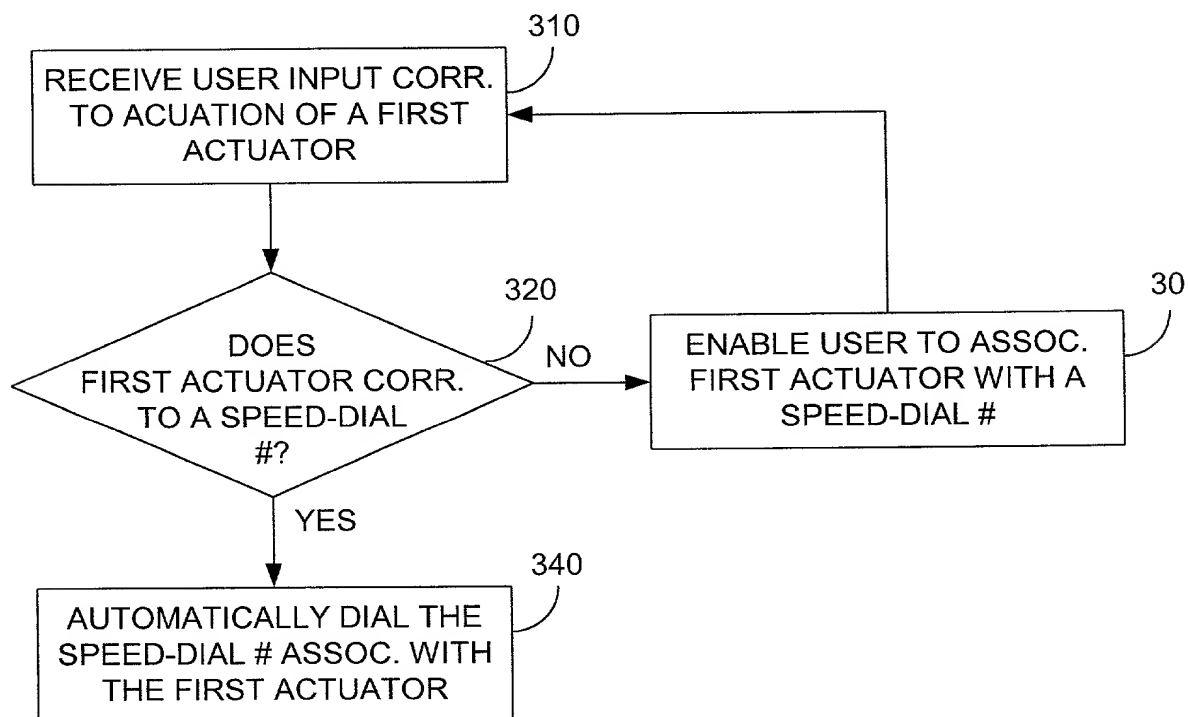 310
RECEIVE USER INPUT CORR.
TO ACUATION OF A FIRST
ACTUATOR
320
DOES
FIRST ACTUATOR CORR.
TO A SPEED-DIAL
#?
NO
30
ENABLE USER TO ASSOC.
FIRST ACTUATOR WITH A
SPEED-DIAL #
YES
340
AUTOMATICALLY DIAL THE
SPEED-DIAL # ASSOC. WITH
THE FIRST ACTUATOR